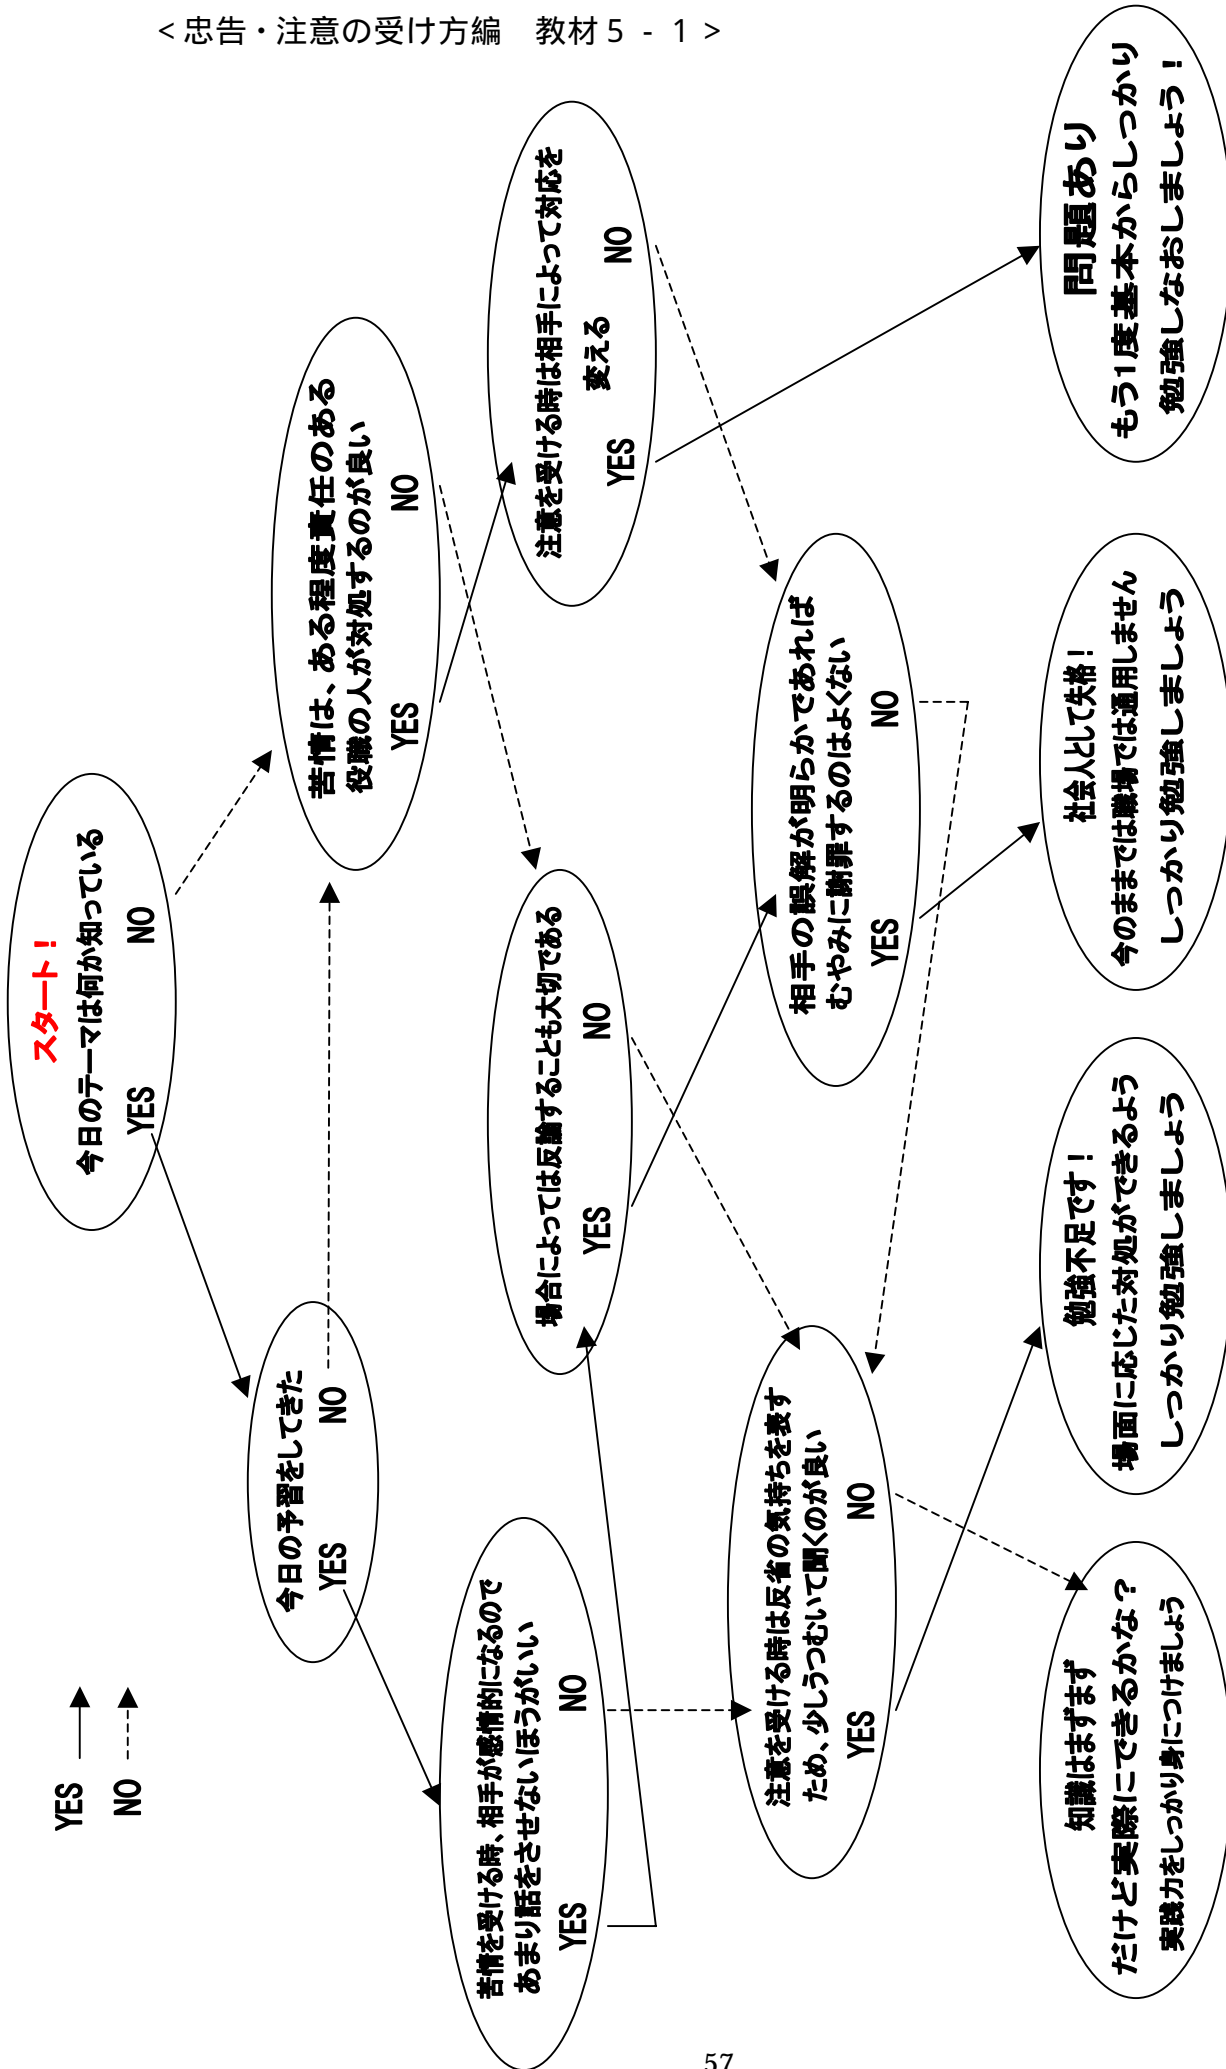 <忠告・注意の受け方編　教材５-１>
YES
NO
スタート！
今日のテーマは何か知っている
YES NO
今日の予習をしてきた
YES NO
苦情は、ある程度責任のある
役職の人が対処するのが良い
YES NO
苦情を受ける時、相手が感情的になるので
あまり話をさせないほうがいい
YES NO
場合によっては反論することも大切である
YES NO
注意を受ける時は相手によって対応を
変える
YES NO
注意を受ける時は反省の気持ちを表す
ため、少しうつむいて聞くのが良い
YES NO
相手の誤解が明らかであれば
むやみに謝罪するのはよくない
YES NO
知識はまずまず
だけど実際にできるかな？
実践力をしっかり身につけましょう
勉強不足です！
場面に応じた対処ができるよう
しっかり勉強しましょう
社会人として失格！
今のままでは職場では通用しません
しっかり勉強しましょう
問題あり
もう1度基本からしっかり
勉強しなおしましょう！
57